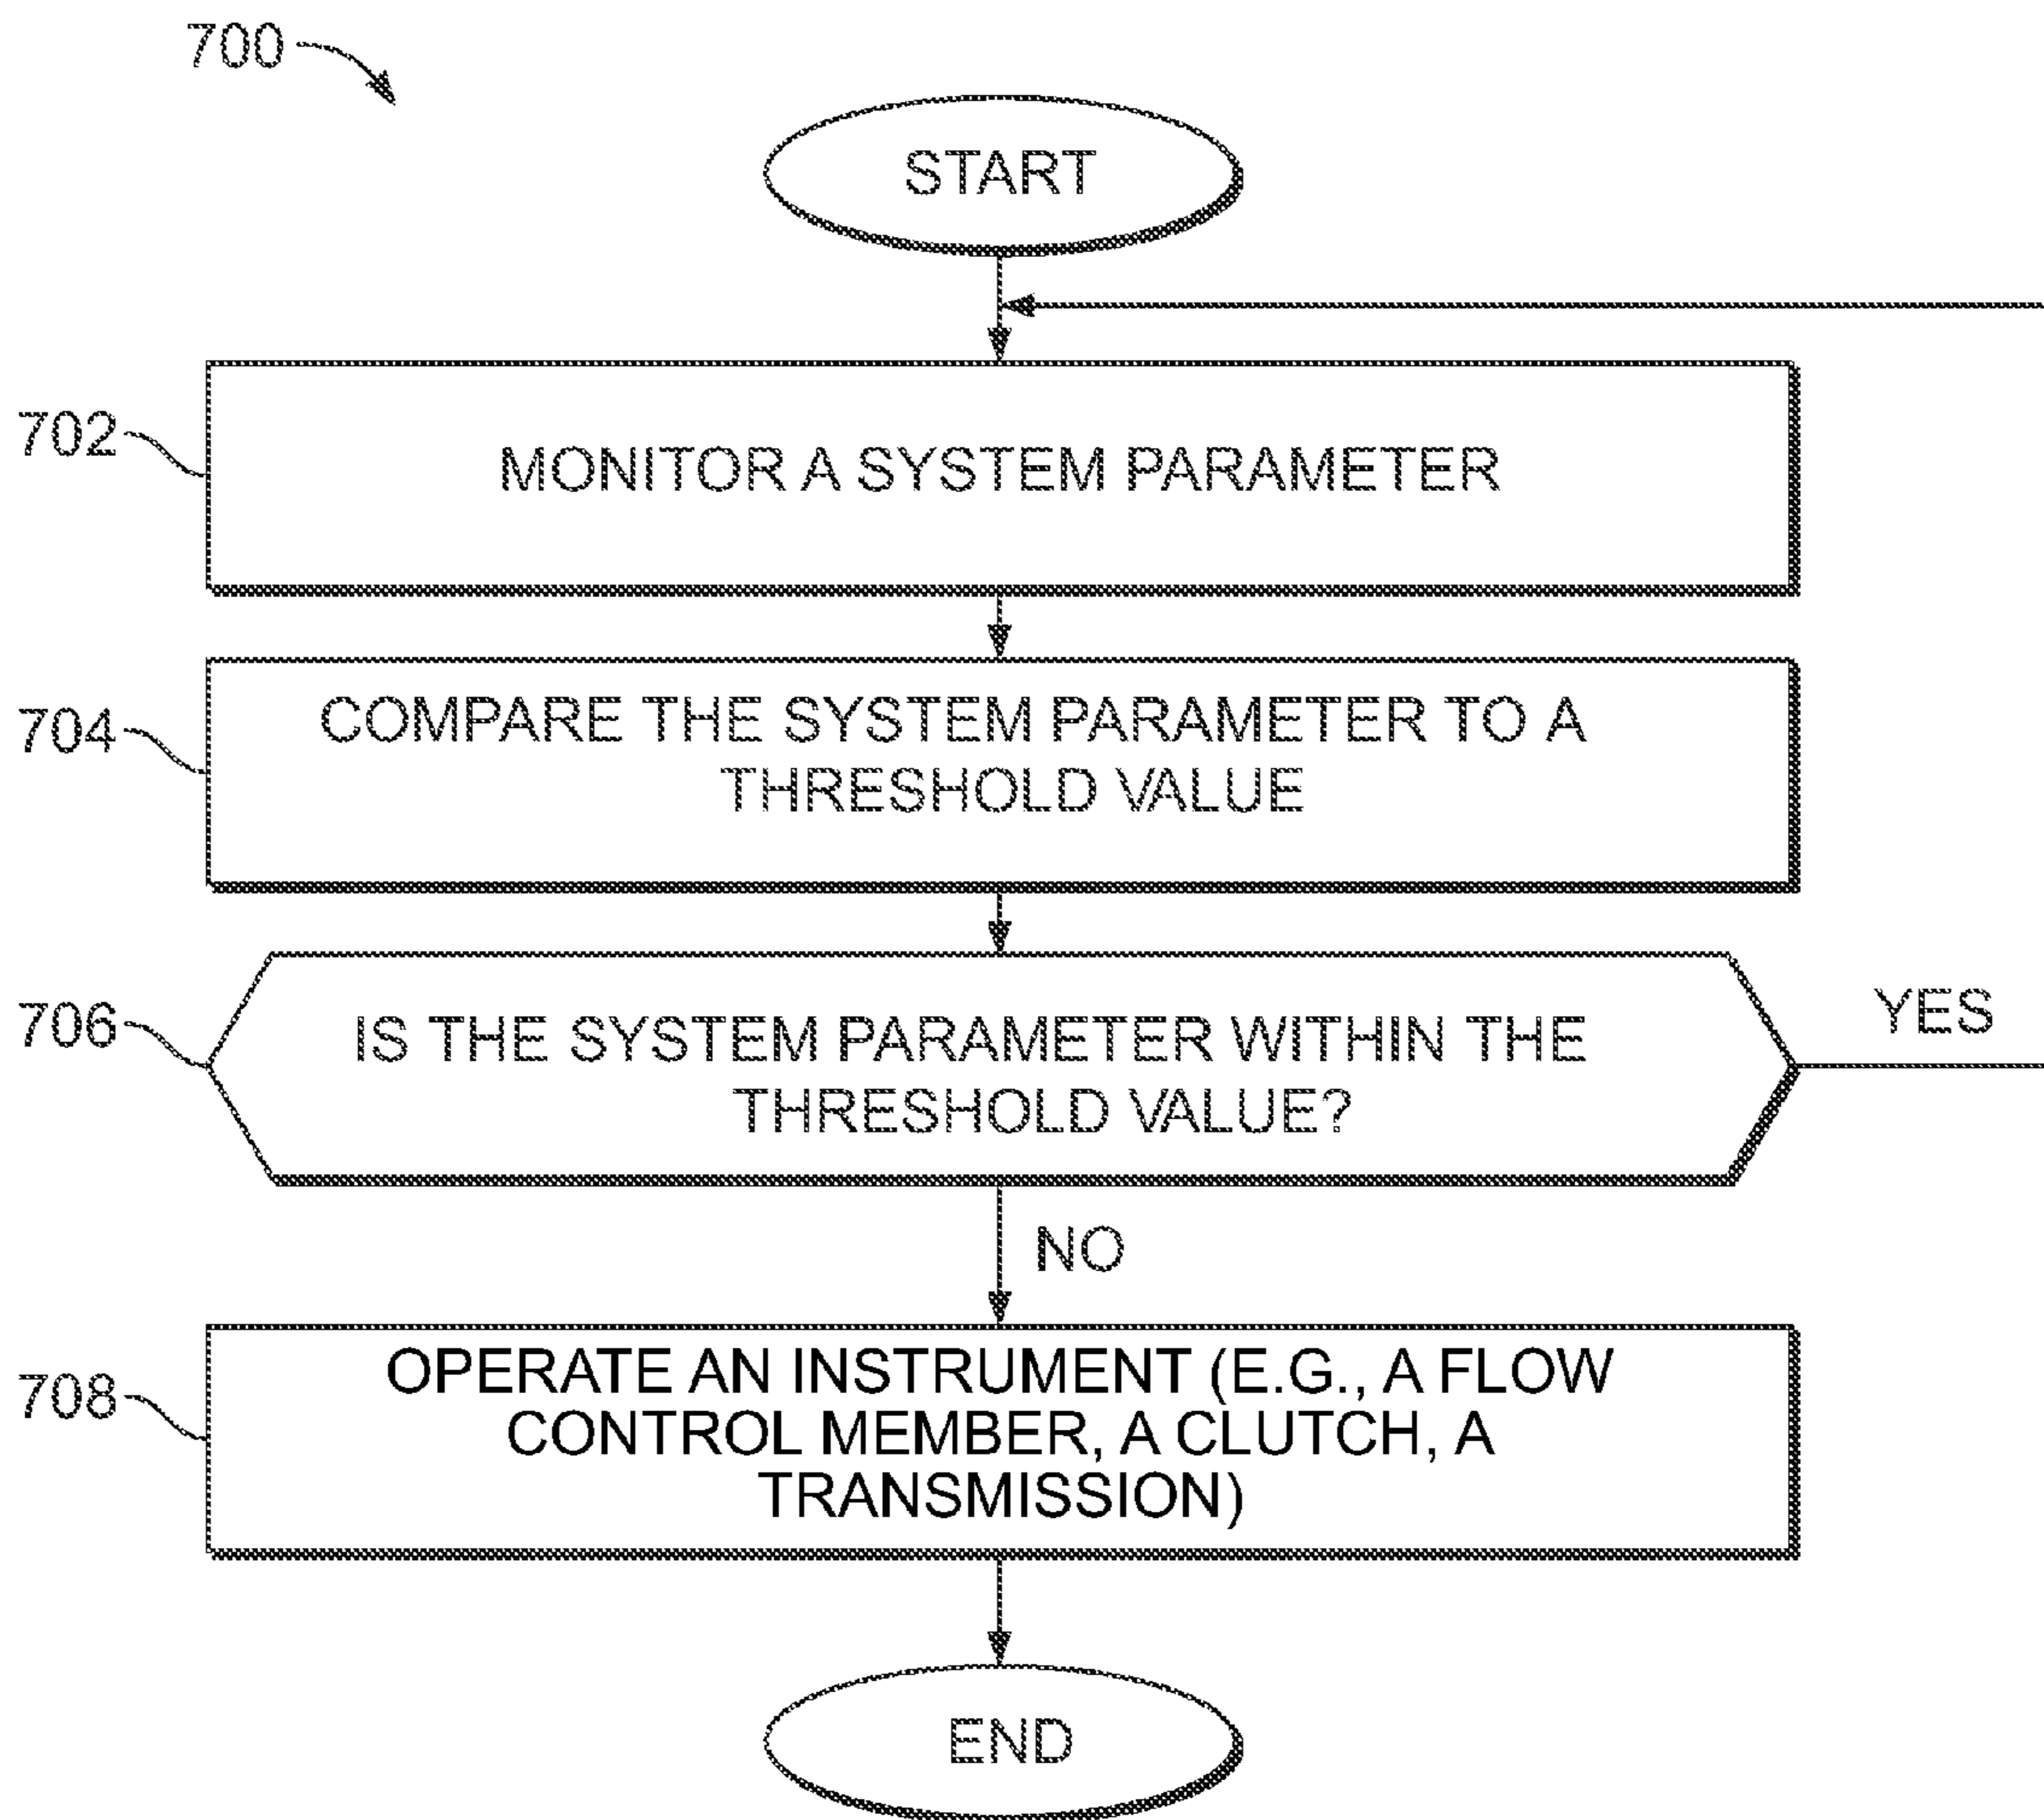 700
START
702
MONITOR A SYSTEM PARAMETER
704
COMPARE THE SYSTEM PARAMETER TO A
THRESHOLD VALUE
706
IS THE SYSTEM PARAMETER WITHIN THE
THRESHOLD VALUE?
YES
NO
708
OPERATE AN INSTRUMENT (E.G., A FLOW
CONTROL MEMBER, A CLUTCH, A
TRANSMISSION)
END